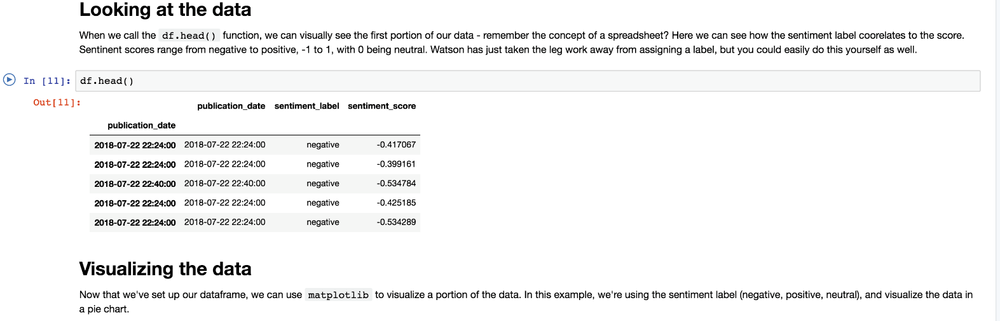 Looking at the data
When we call the df.head() function, we can visually see the first portion of our data - remember the concept of a spreadsheet? Here we can see how the sentiment label coorelates to the score.
Sentinent scores range from negative to positive, -1 to 1, with 0 being neutral. Watson has just taken the leg work away from assigning a label, but you could easily do this yourself as well.
In [11]: df.head()
Out[11]:
publication_date sentiment_label sentiment_score
publication_date
2018-07-22 22:24:00 2018-07-22 22:24:00 negative -0.417067
2018-07-22 22:24:00 2018-07-22 22:24:00 negative -0.399161
2018-07-22 22:40:00 2018-07-22 22:40:00 negative -0.534784
2018-07-22 22:24:00 2018-07-22 22:24:00 negative -0.425185
2018-07-22 22:24:00 2018-07-22 22:24:00 negative -0.534289
Visualizing the data
Now that we've set up our dataframe, we can use matplotlib to visualize a portion of the data. In this example, we're using the sentiment label (negative, positive, neutral), and visualize the data in
a pie chart.